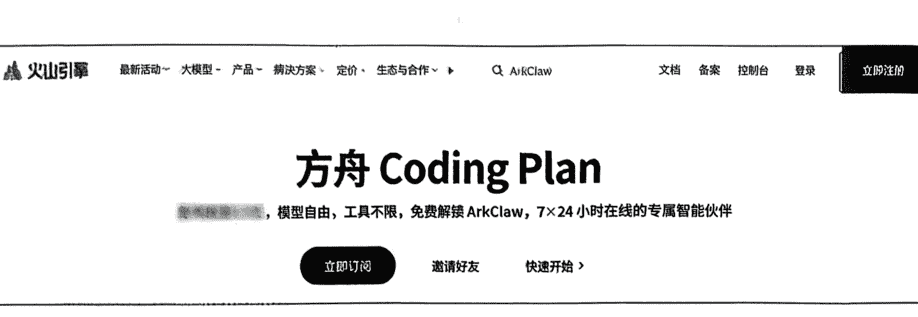 火山引擎 最新活动 大模型 产品 解决方案 定价 生态与合作 ArkClaw 文档 备案 控制台 登录 立即注册
方舟 Coding Plan
，模型自由，工具不限，免费解锁 ArkClaw，7×24 小时在线的专属智能伙伴
立即订阅 邀请好友 快速开始